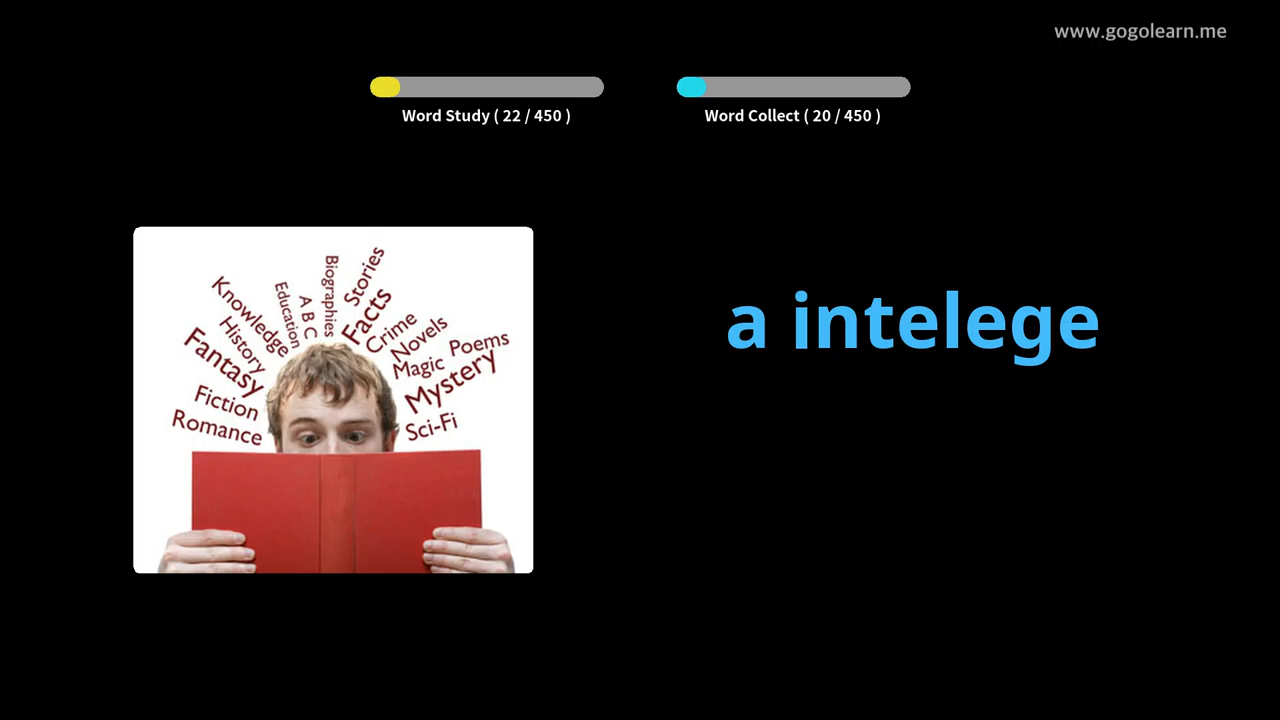 www.gogolearn.me
Word Study ( 22 / 450 )
Word Collect ( 20 / 450 )
a intelege
Knowledge
Education
A B C
Biographies
Stories
Facts
History
Crime
Novels
Fantasy
Magic
Poems
Mystery
Fiction
Sci-Fi
Romance